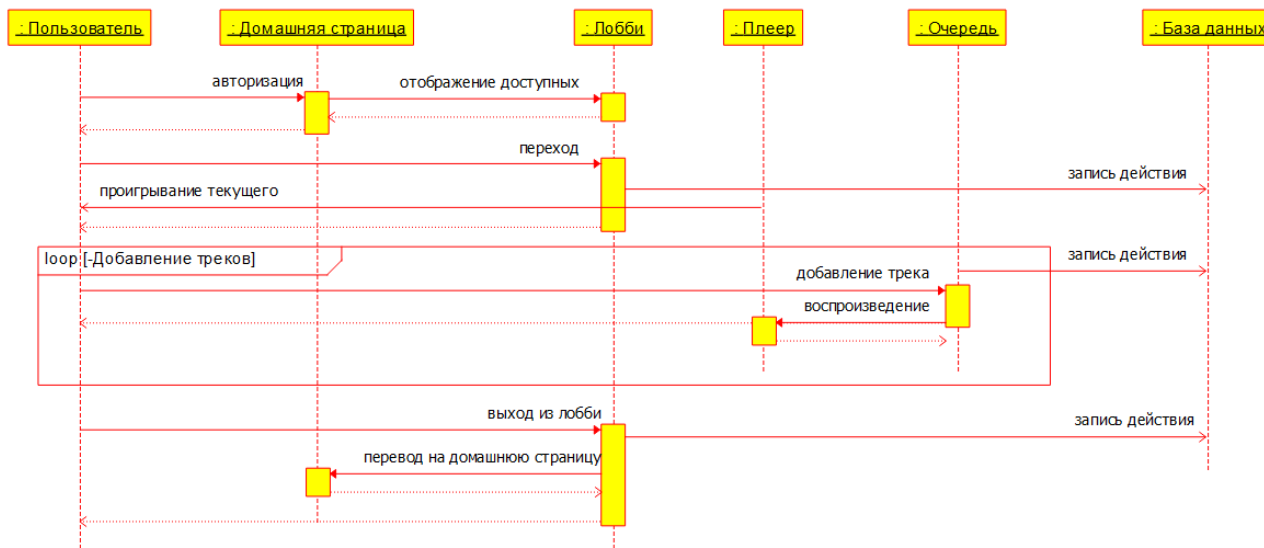 : Пользователь
: Домашняя страница
: Лобби
: Плеер
: Очередь
: База данных
авторизация
отображение доступных
переход
запись действия
проигрывание текущего
loop [-Добавление треков]
запись действия
добавление трека
воспроизведение
выход из лобби
запись действия
перевод на домашнюю страницу